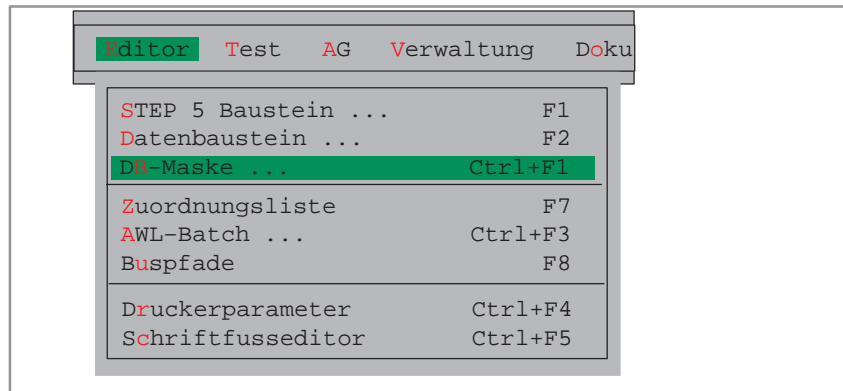 Editor Test AG Verwaltung Doku
STEP 5 Baustein ... F1
Datenbaustein ... F2
DB-Maske ... Ctrl+F1
Zuordnungsliste F7
AWL-Batch ... Ctrl+F3
Buspfade F8
Druckerparameter Ctrl+F4
Schriftfusseditor Ctrl+F5